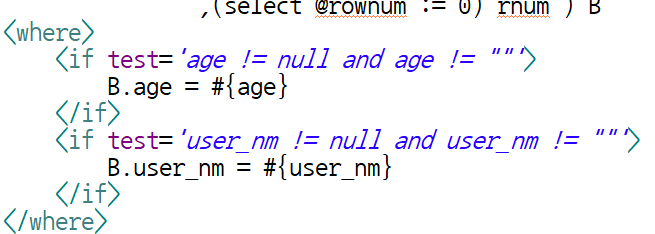 ,(select @rownum := 0) rnum ) B
<where>
<if test='age != null and age != ""'>
B.age = #{age}
</if>
<if test='user_nm != null and user_nm != ""'>
B.user_nm = #{user_nm}
</if>
</where>